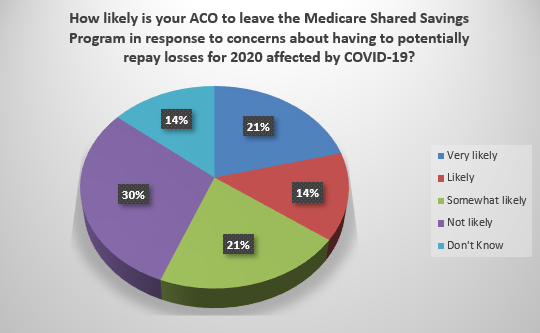 How likely is your ACO to leave the Medicare Shared Savings
Program in response to concerns about having to potentially
repay losses for 2020 affected by COVID-19?
14%
21%
14%
30%
21%
Very likely
Likely
Somewhat likely
Not likely
Don't Know